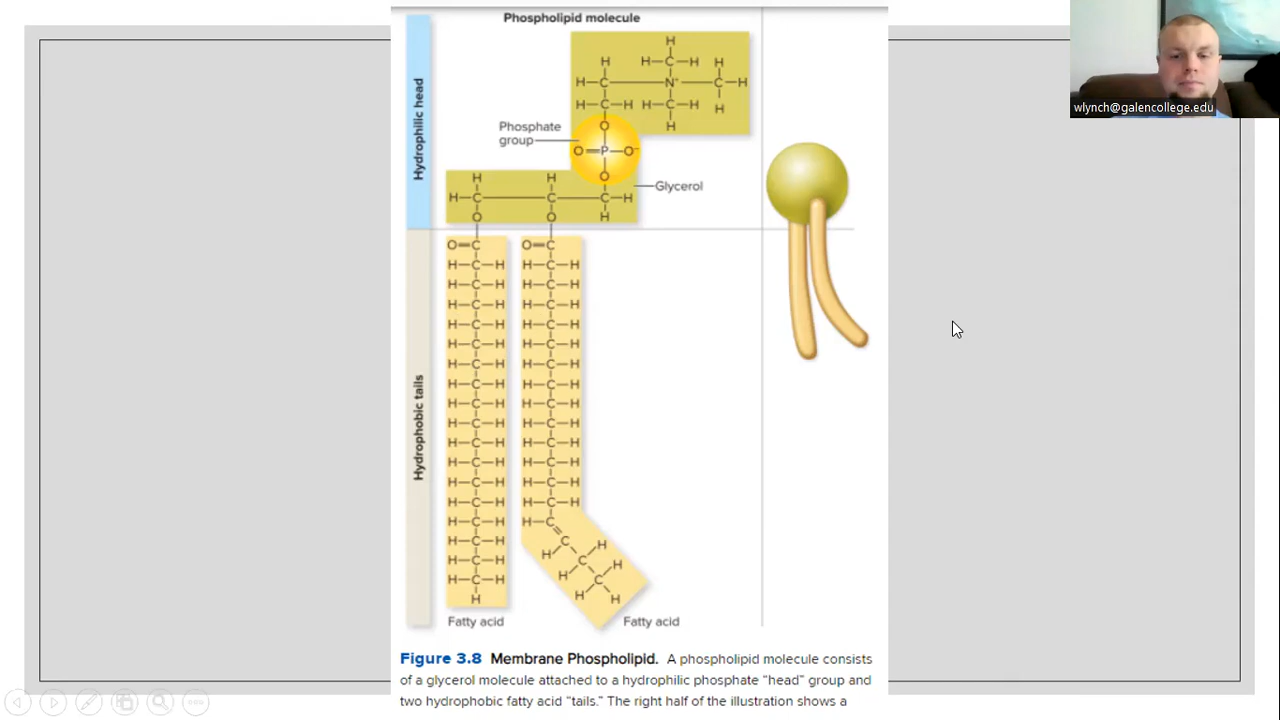 Phospholipid molecule
wlynch@galencollege.edu
Hydrophilic head
Phosphate
group
Glycerol
H
H H—C—H H
H—C—N+—C—H
H—C—H H—C—H H
O H
O=P—O−
H H O
H—C—C—C—H
O O H
Hydrophobic tails
O=C O=C
H—C—H H—C—H
H—C—H H—C—H
H—C—H H—C—H
H—C—H H—C—H
H—C—H H—C—H
H—C—H H—C—H
H—C—H H—C—H
H—C—H H—C—H
H—C—H H—C—H
H—C—H H—C—H
H—C—H H—C—H
H—C—H H—C—H
H—C—H H—C—H
H—C—H H—C
H—C—H H C H
H—C—H H C H
H—C—H C
H H H
Fatty acid Fatty acid
Figure 3.8 Membrane Phospholipid. A phospholipid molecule consists
of a glycerol molecule attached to a hydrophilic phosphate “head” group and
two hydrophobic fatty acid “tails.” The right half of the illustration shows a